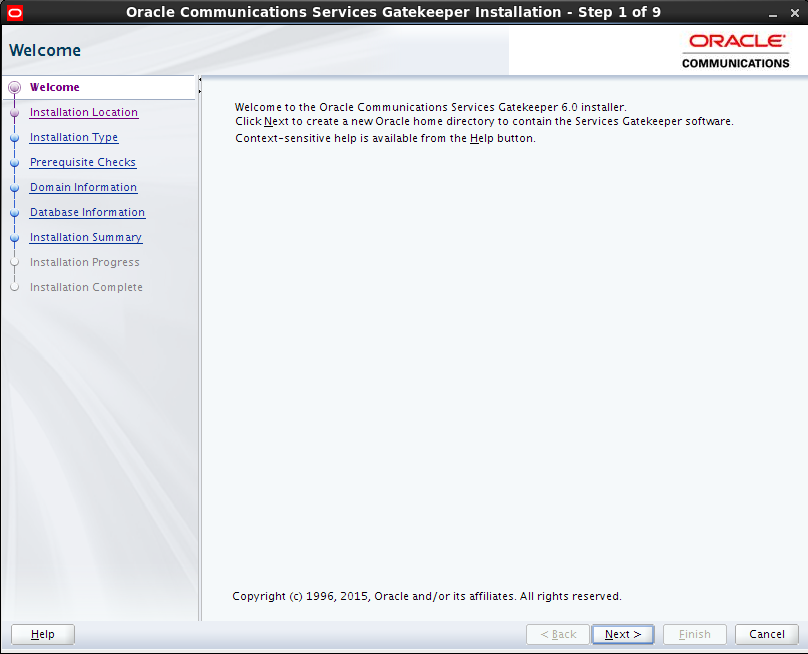 Oracle Communications Services Gatekeeper Installation - Step 1 of 9
Welcome
ORACLE
COMMUNICATIONS
Welcome
Installation Location
Installation Type
Prerequisite Checks
Domain Information
Database Information
Installation Summary
Installation Progress
Installation Complete
Welcome to the Oracle Communications Services Gatekeeper 6.0 installer.
Click Next to create a new Oracle home directory to contain the Services Gatekeeper software.
Context-sensitive help is available from the Help button.
Copyright (c) 1996, 2015, Oracle and/or its affiliates. All rights reserved.
Help
< Back
Next >
Finish
Cancel